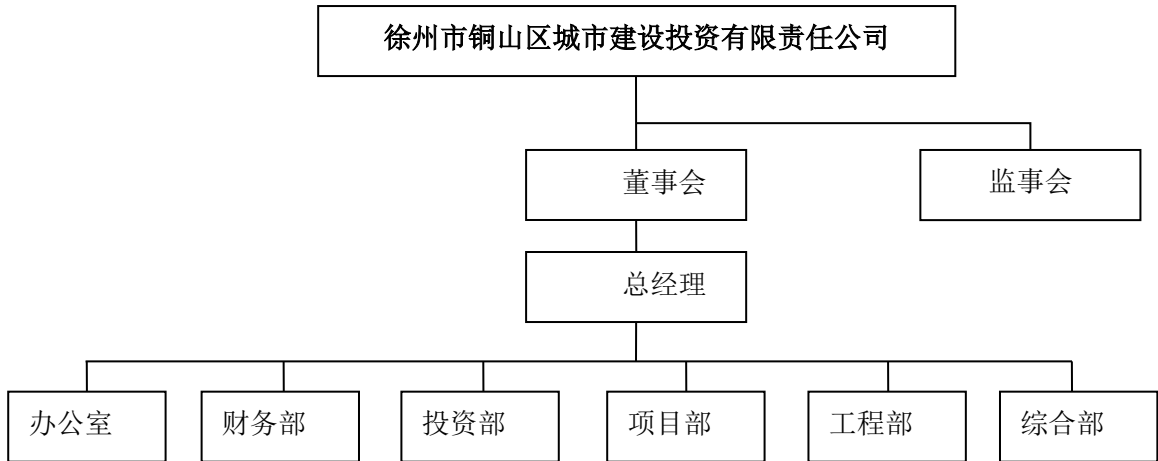 徐州市铜山区城市建设投资有限责任公司
董事会
监事会
总经理
办公室
财务部
投资部
项目部
工程部
综合部